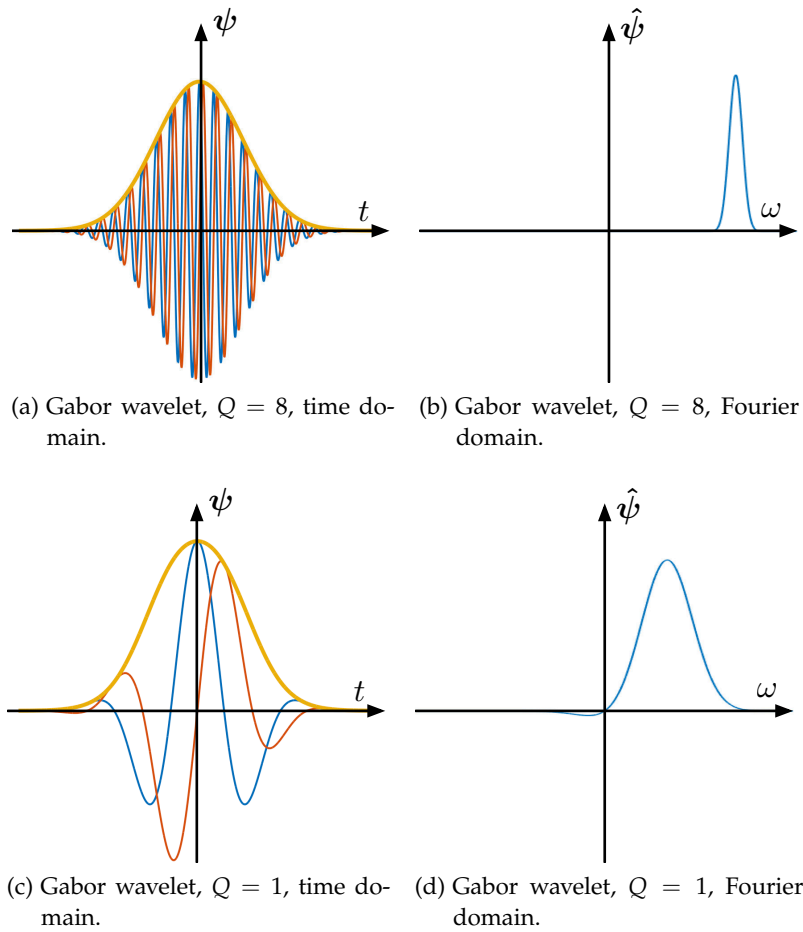 ψ
ψ̂
t
ω
(a) Gabor wavelet, Q = 8, time do-
main.
(b) Gabor wavelet, Q = 8, Fourier
domain.
ψ
ψ̂
t
ω
(c) Gabor wavelet, Q = 1, time do-
main.
(d) Gabor wavelet, Q = 1, Fourier
domain.